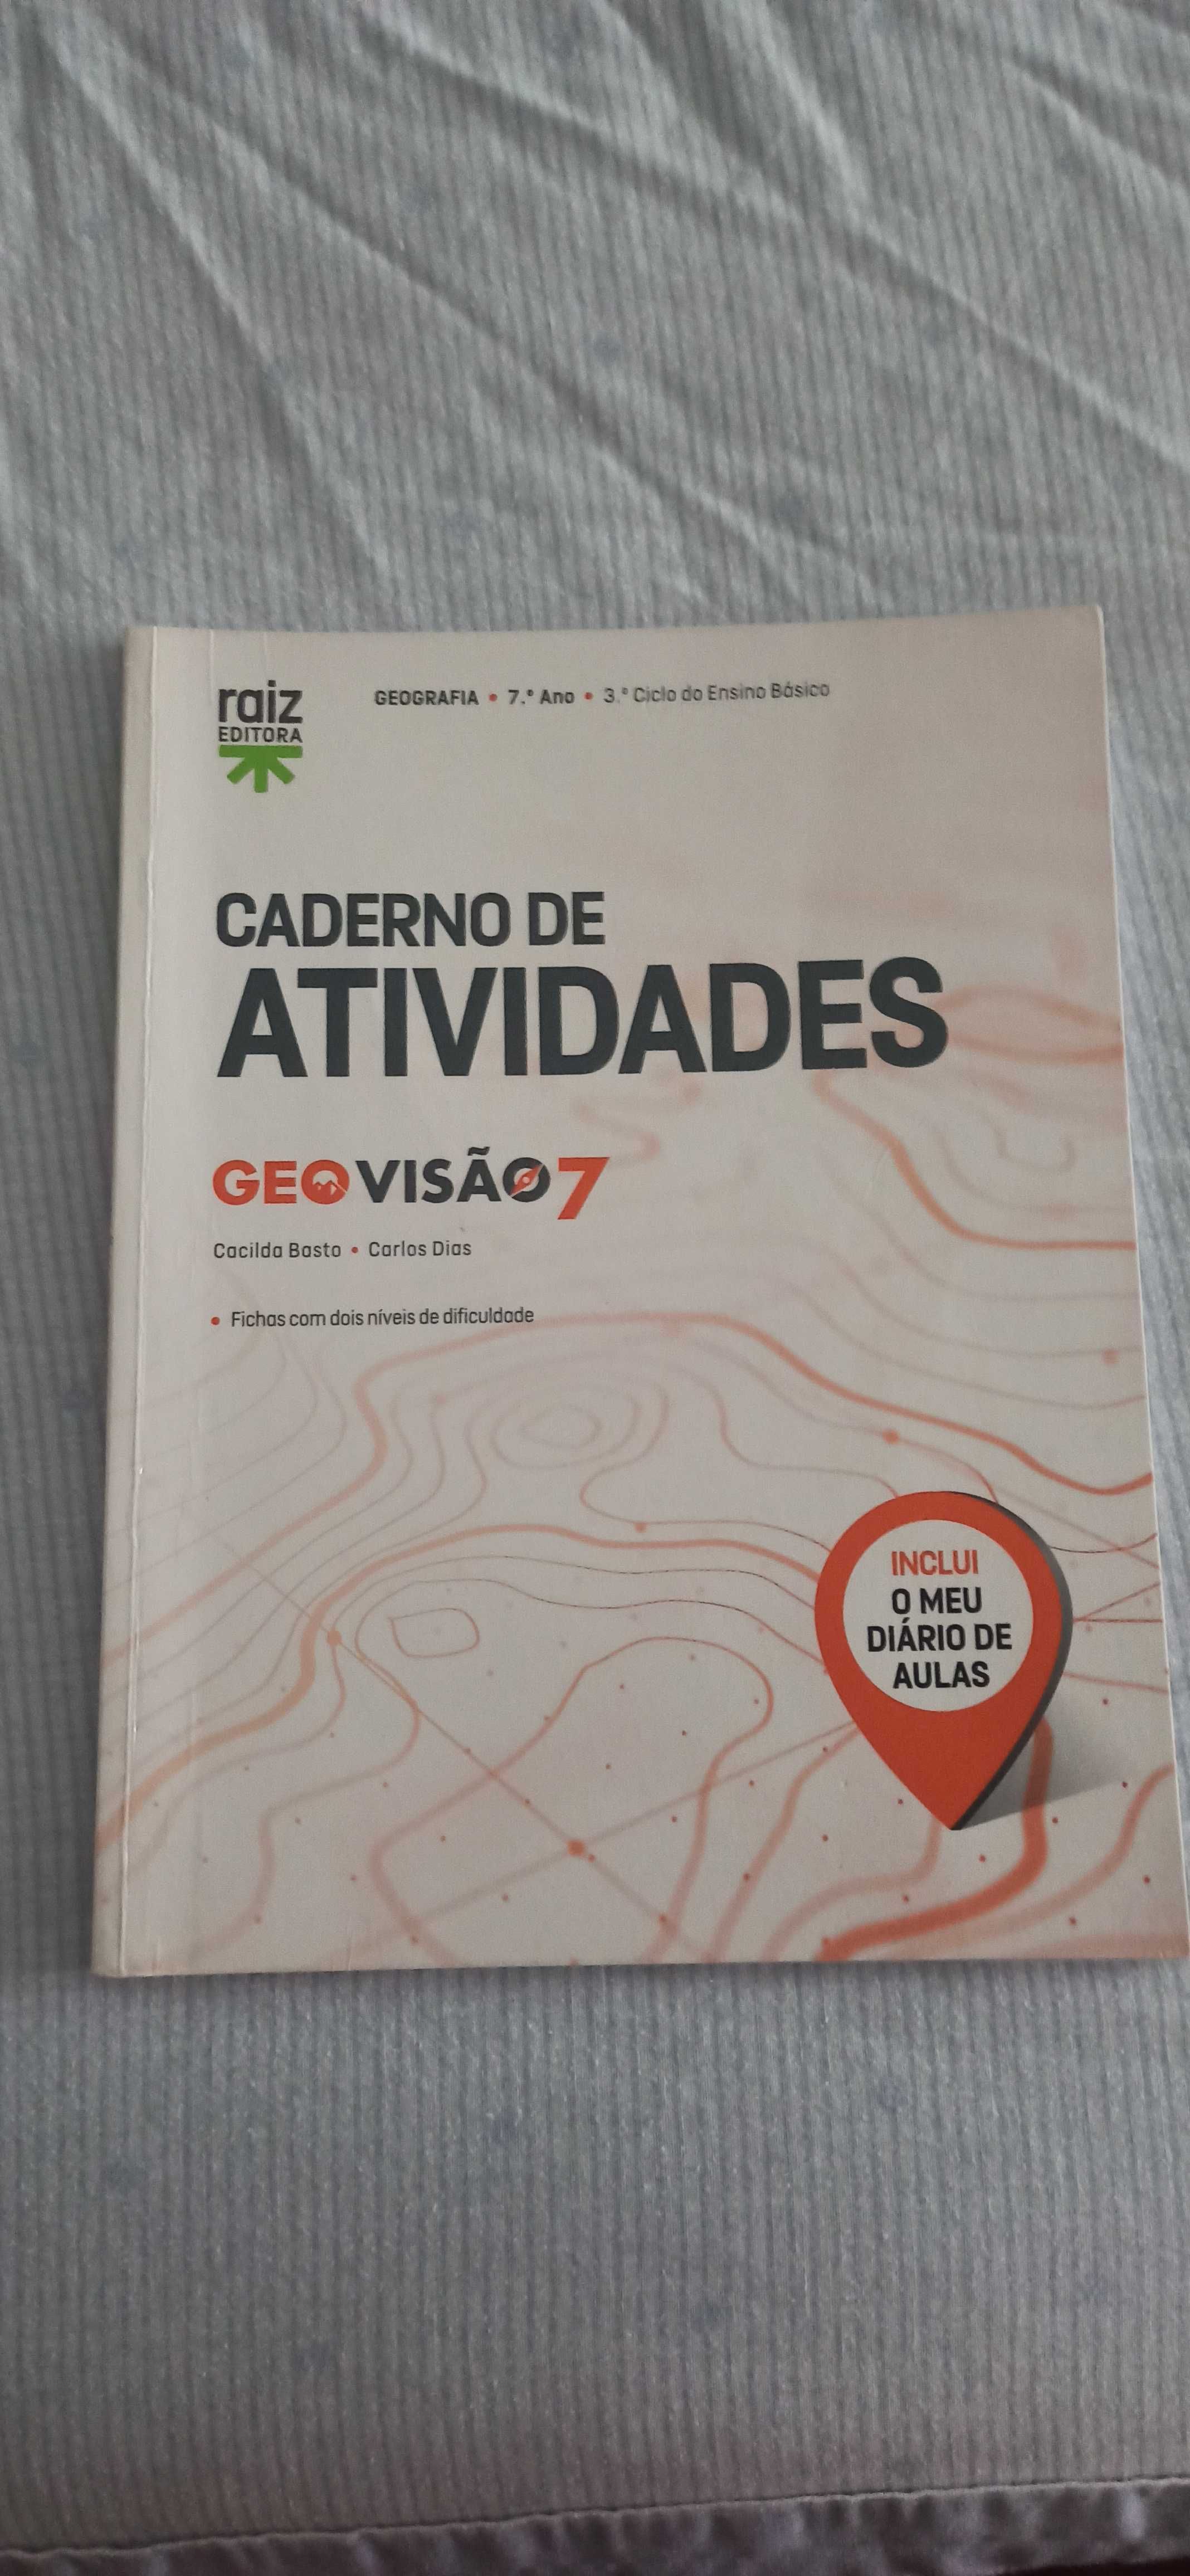 raiz
EDITORA
GEOGRAFIA • 7.º Ano • 3.º Ciclo do Ensino Básico
CADERNO DE
ATIVIDADES
GEOVISÃO7
Cacilda Basto • Carlos Dias
• Fichas com dois níveis de dificuldade
INCLUI
O MEU
DIÁRIO DE
AULAS